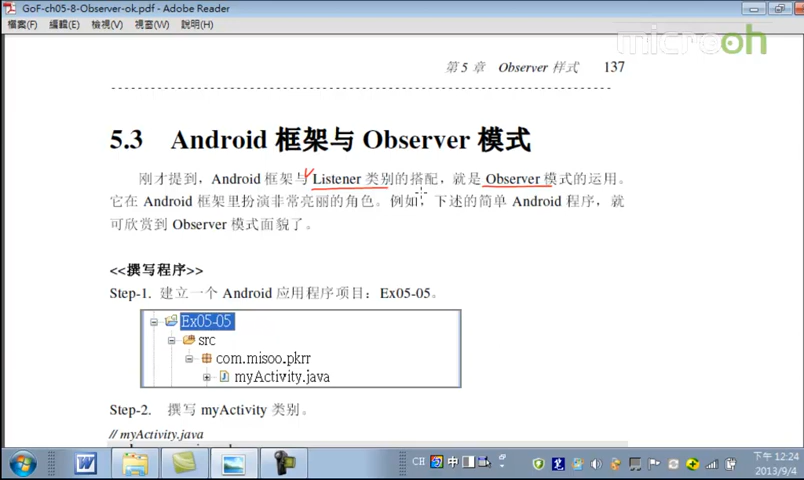 GoF-ch05-8-Observer-ok.pdf - Adobe Reader
檔案(F) 編輯(E) 檢視(V) 視窗(W) 說明(H)
microoh
第 5 章 Observer 样式 137
5.3 Android 框架与 Observer 模式
刚才提到，Android 框架与 Listener 类别的搭配，就是 Observer 模式的运用。
它在 Android 框架里扮演非常亮丽的角色。例如，下述的简单 Android 程序，就
可欣赏到 Observer 模式面貌了。
<<撰写程序>>
Step-1. 建立一个 Android 应用程序项目：Ex05-05。
Ex05-05
src
com.misoo.pkrr
myActivity.java
Step-2. 撰写 myActivity 类别。
// myActivity.java
CH 中
下午 12:24
2013/9/4